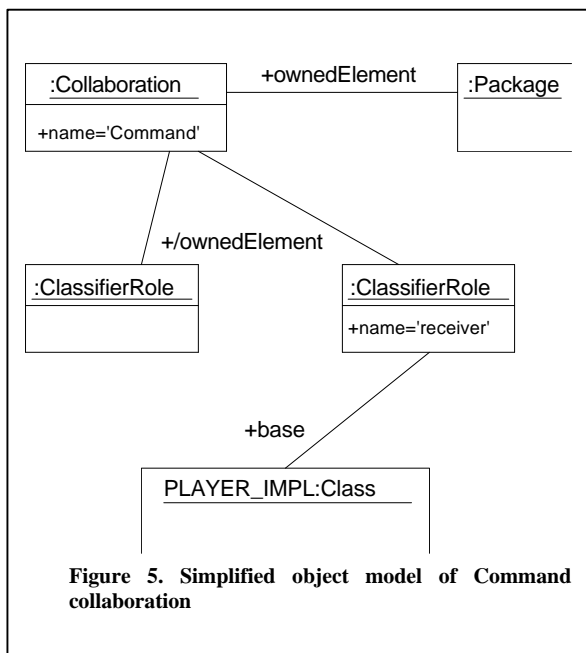 +ownedElement
:Collaboration
:Package
+name='Command'
+/ownedElement
:ClassifierRole
:ClassifierRole
+name='receiver'
+base
PLAYER_IMPL:Class
Figure 5. Simplified object model of Command
collaboration